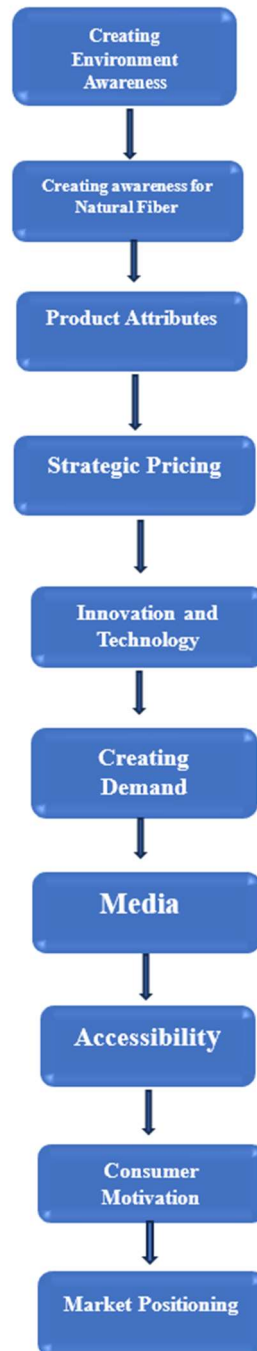 Creating
Environment
Awareness
Creating awareness for
Natural Fiber
Product Attributes
Strategic Pricing
Innovation and
Technology
Creating
Demand
Media
Accessibility
Consumer
Motivation
Market Positioning